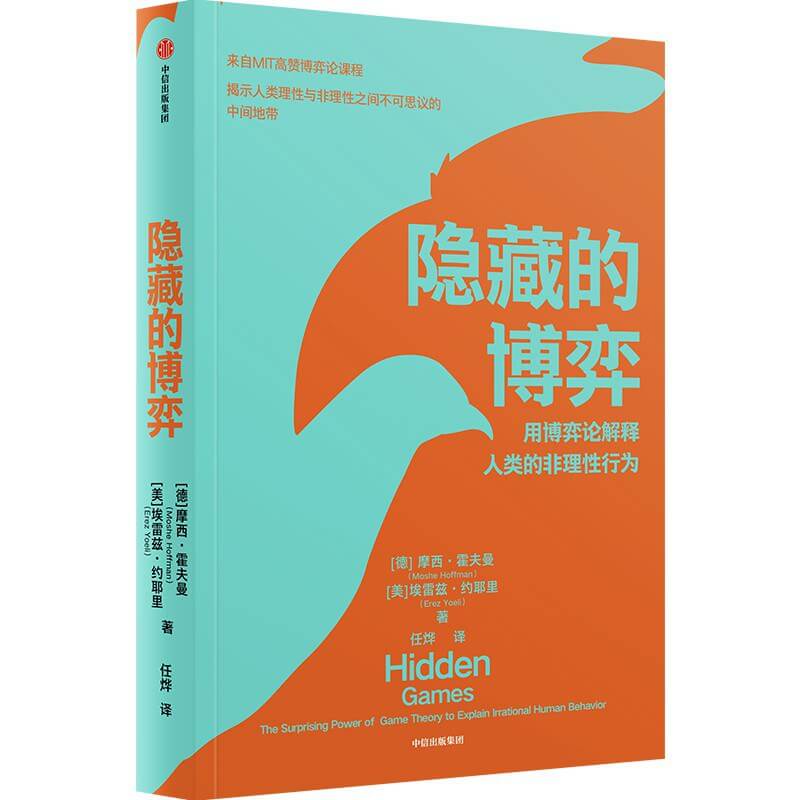 中信出版集团
隐藏的博弈
[德]摩西·霍夫曼
(Moshe Hoffman)
[美]埃雷兹·约耶里
(Erez Yoeli)
著
任烨 译
来自MIT高赞博弈论课程
揭示人类理性与非理性之间不可思议的
中间地带
隐藏的
博弈
用博弈论解释
人类的非理性行为
[德] 摩西·霍夫曼
(Moshe Hoffman)
[美]埃雷兹·约耶里
(Erez Yoeli)
著
任烨 译
Hidden
Games
The Surprising Power of Game Theory to Explain Irrational Human Behavior
中信出版集团